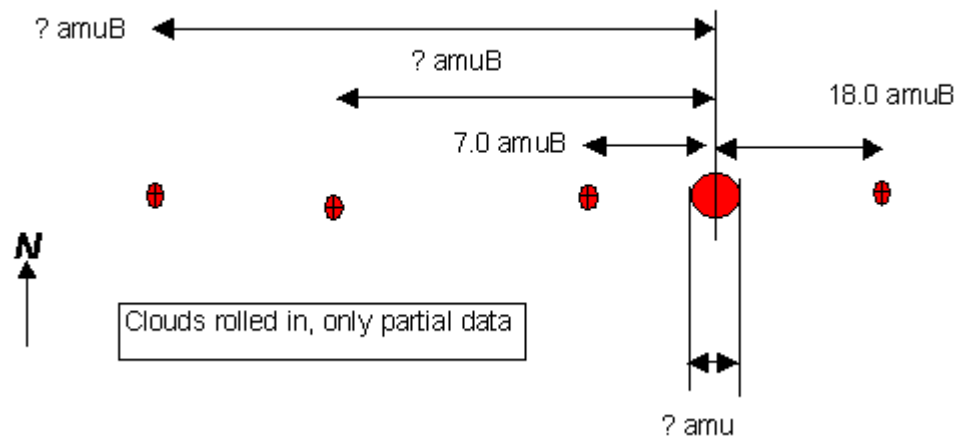 ? amuB
? amuB
18.0 amuB
7.0 amuB
N
Clouds rolled in, only partial data
? amu